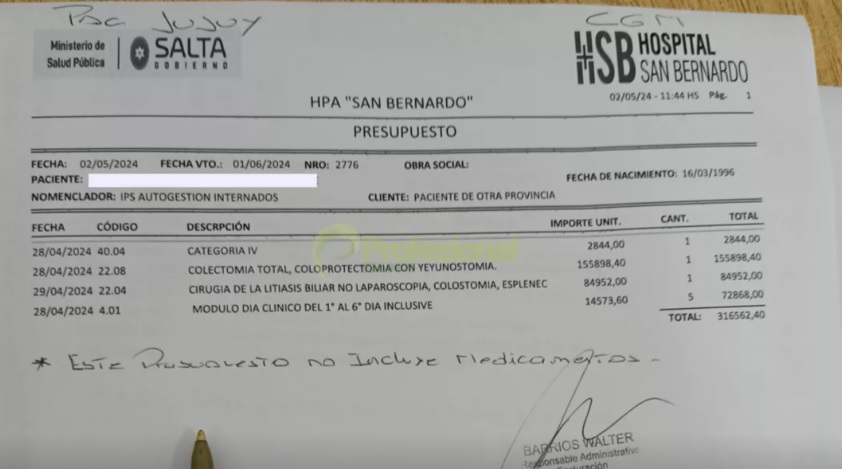 Pac JUJUY
CGM
Ministerio de
Salud Pública
SALTA
GOBIERNO
HSB HOSPITAL
SAN BERNARDO
02/05/24 - 11:44 HS Pág. 1
HPA "SAN BERNARDO"
PRESUPUESTO
FECHA: 02/05/2024 FECHA VTO.: 01/06/2024 NRO: 2776 OBRA SOCIAL:
PACIENTE: FECHA DE NACIMIENTO: 16/03/1996
NOMENCLADOR: IPS AUTOGESTION INTERNADOS CLIENTE: PACIENTE DE OTRA PROVINCIA
FECHA CÓDIGO DESCRPCIÓN IMPORTE UNIT. CANT. TOTAL
28/04/2024 40.04 CATEGORIA IV 2844,00 1 2844,00
28/04/2024 22.08 COLECTOMIA TOTAL, COLOPROTECTOMIA CON YEYUNOSTOMIA. 155898,40 1 155898,40
29/04/2024 22.04 CIRUGIA DE LA LITIASIS BILIAR NO LAPAROSCOPIA, COLOSTOMIA, ESPLENEC 84952,00 1 84952,00
28/04/2024 4.01 MODULO DIA CLINICO DEL 1° AL 6° DIA INCLUSIVE 14573,60 5 72868,00
TOTAL: 316562,40
Profesional
* Este Presupuesto no Incluye Medicamentos.-
BARRIOS WALTER
Responsable Administrativo
Facturación